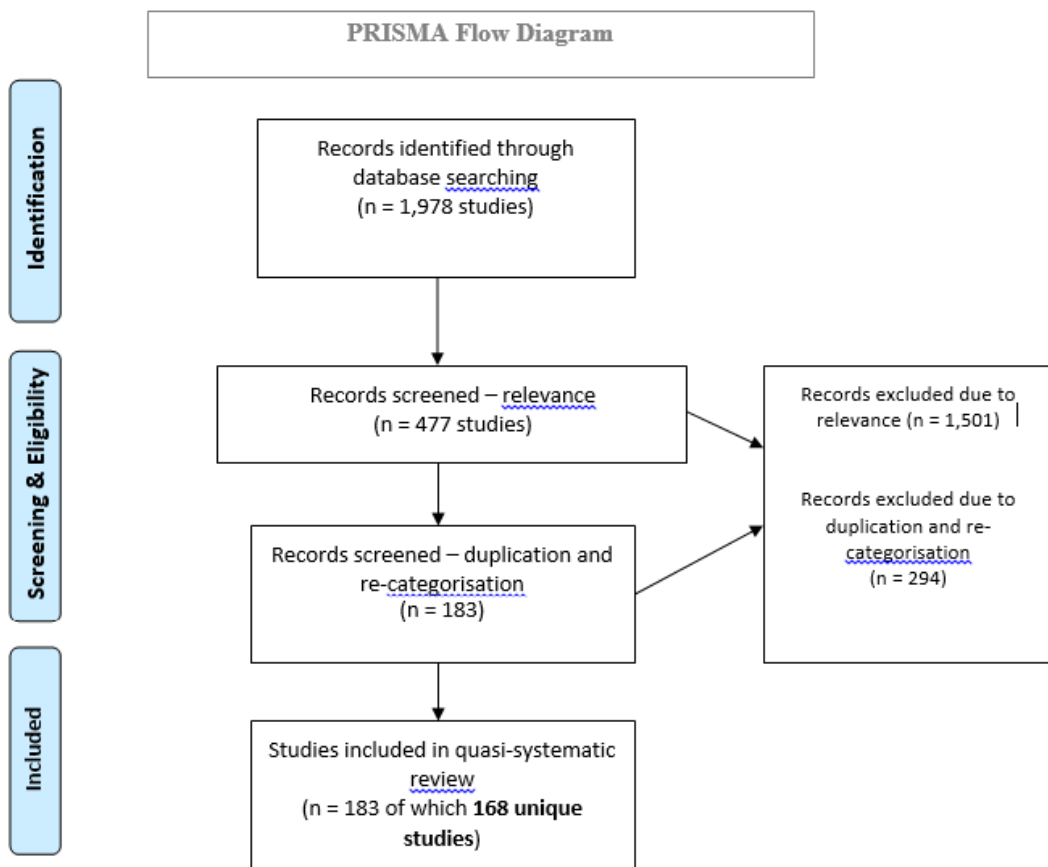 PRISMA Flow Diagram
Identification
Records identified through
database searching
(n = 1,978 studies)
Screening & Eligibility
Records screened – relevance
(n = 477 studies)
Records excluded due to
relevance (n = 1,501)
Records screened – duplication and
re-categorisation
(n = 183)
Records excluded due to
duplication and re-
categorisation
(n = 294)
Included
Studies included in quasi-systematic
review
(n = 183 of which 168 unique
studies)